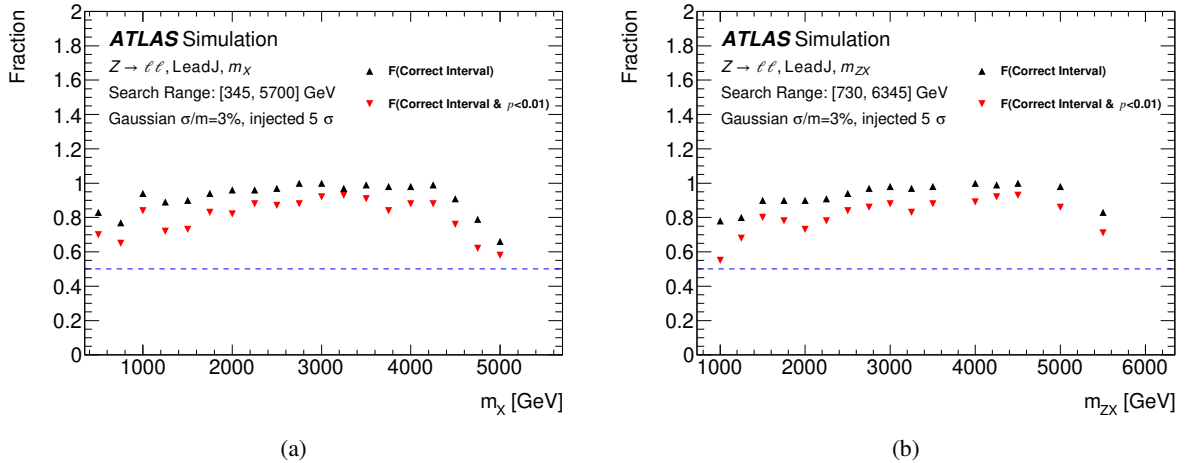 Fraction
2
1.8
1.6
1.4
1.2
1
0.8
0.6
0.4
0.2
0
ATLAS Simulation
Z → ℓℓ, LeadJ, m_X
Search Range: [345, 5700] GeV
Gaussian σ/m=3%, injected 5 σ
F(Correct Interval)
F(Correct Interval & p<0.01)
1000 2000 3000 4000 5000
m_X [GeV]
(a)
Fraction
2
1.8
1.6
1.4
1.2
1
0.8
0.6
0.4
0.2
0
ATLAS Simulation
Z → ℓℓ, LeadJ, m_ZX
Search Range: [730, 6345] GeV
Gaussian σ/m=3%, injected 5 σ
F(Correct Interval)
F(Correct Interval & p<0.01)
1000 2000 3000 4000 5000 6000
m_ZX [GeV]
(b)